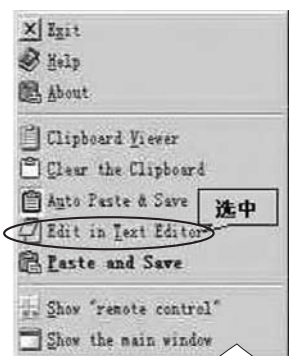 Exit
Help
About
Clipboard Viewer
Clear the Clipboard
Auto Paste & Save
选中
Edit in Text Editor
Paste and Save
Show "remote control"
Show the main window